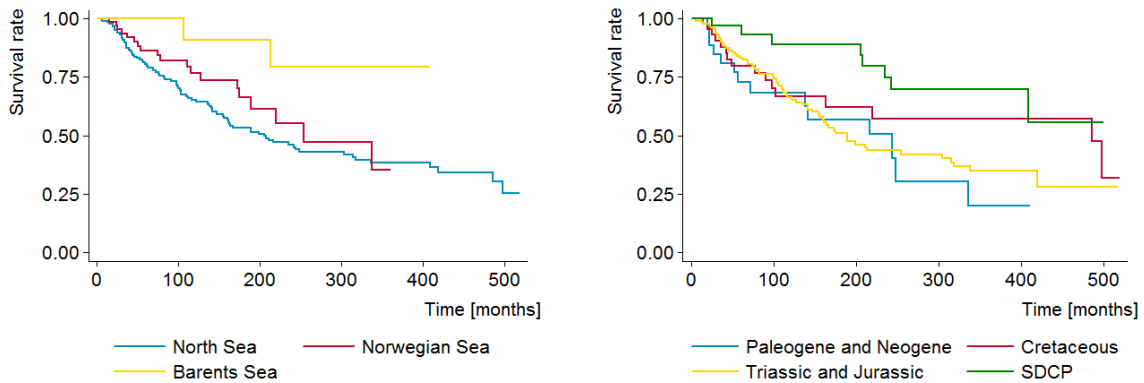 Survival rate
1.00
0.75
0.50
0.25
0.00
0 100 200 300 400 500
Time [months]
North Sea Norwegian Sea
Barents Sea
Survival rate
1.00
0.75
0.50
0.25
0.00
0 100 200 300 400 500
Time [months]
Paleogene and Neogene Cretaceous
Triassic and Jurassic SDCP